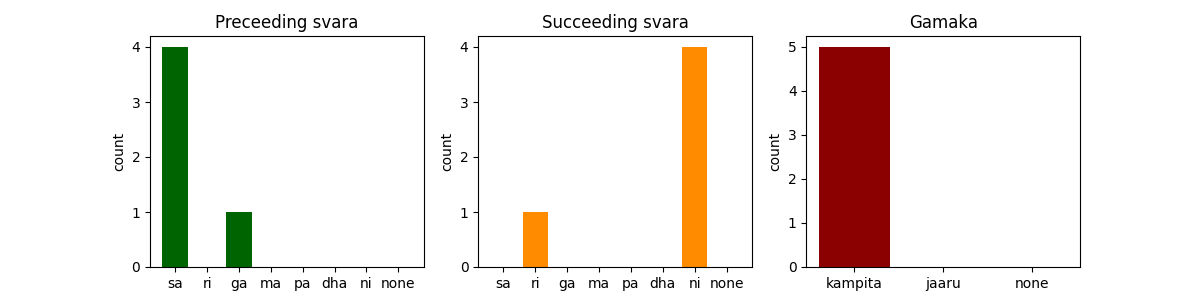 Preceeding svara
count
4
3
2
1
0
sa ri ga ma pa dha ni none
Succeeding svara
count
4
3
2
1
0
sa ri ga ma pa dha ni none
Gamaka
count
5
4
3
2
1
0
kampita jaaru none